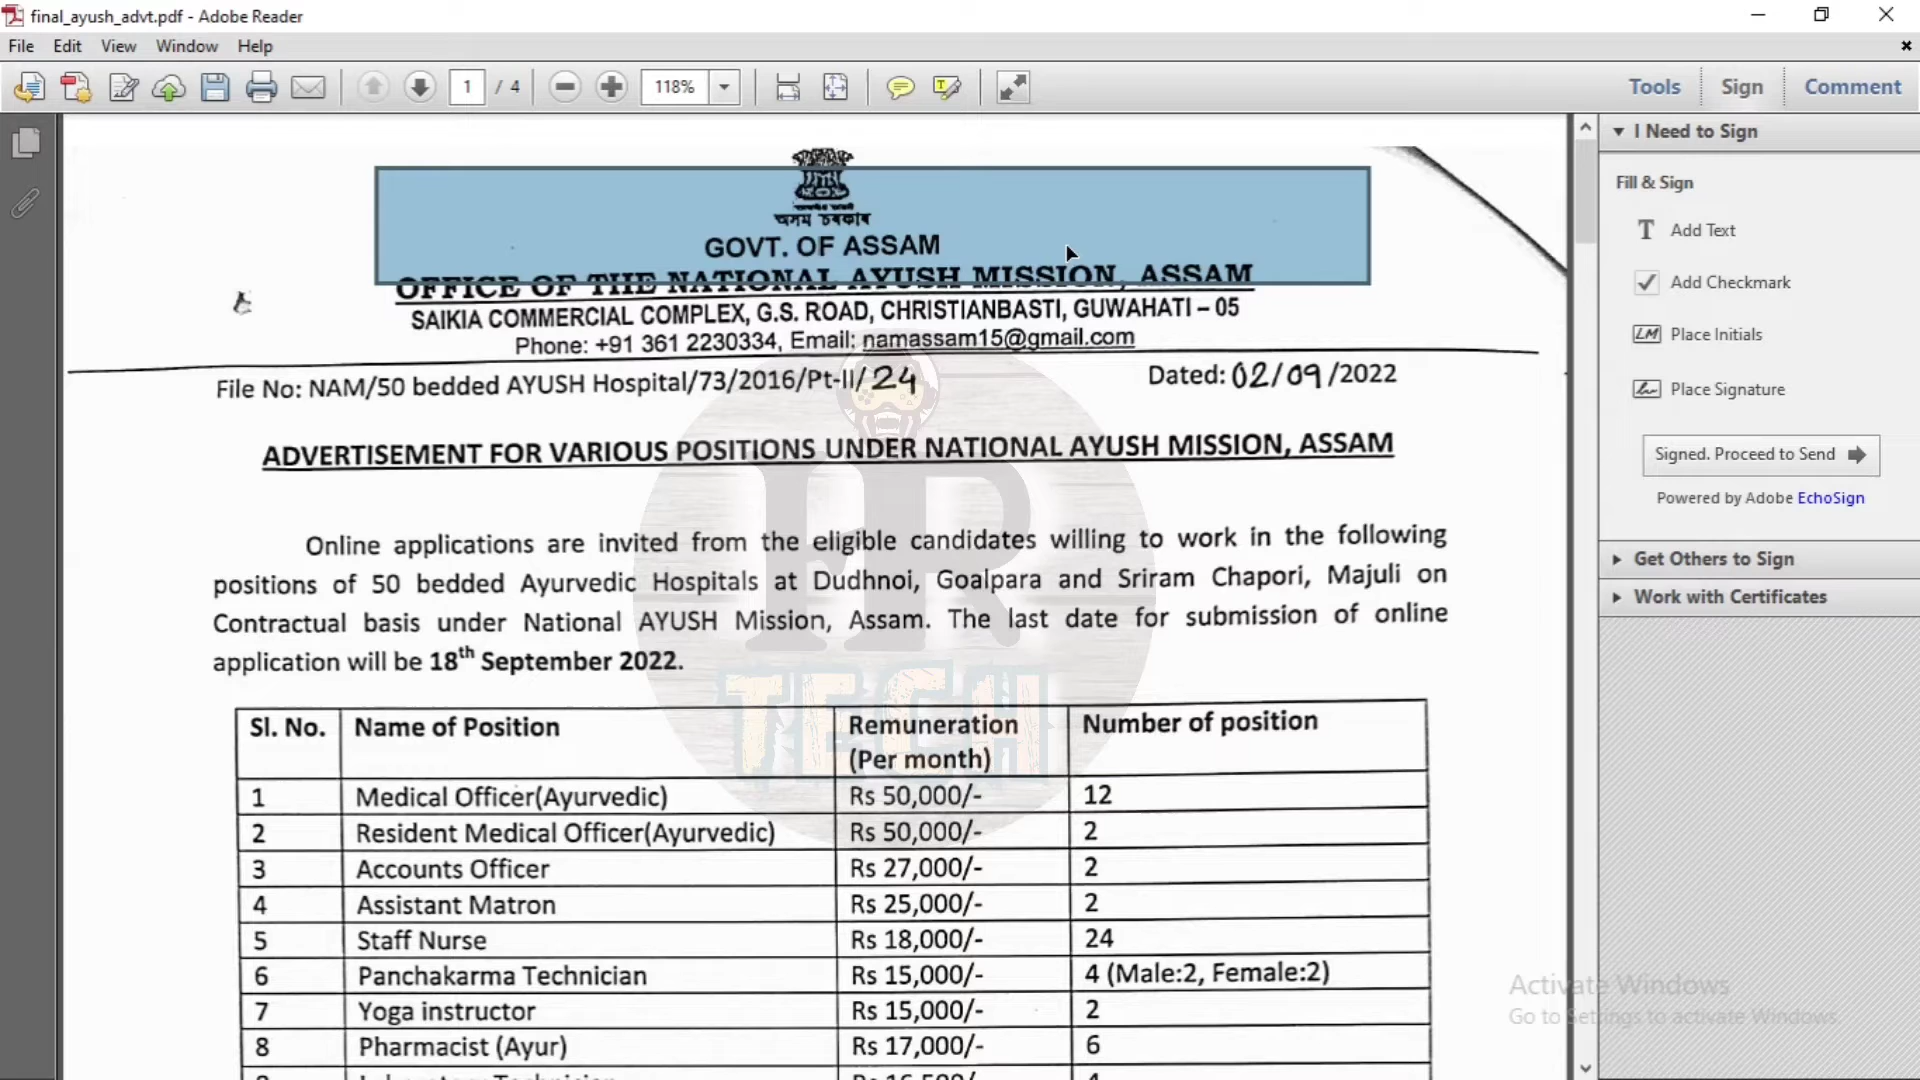 final_ayush_advt.pdf - Adobe Reader
File Edit View Window Help
1 / 4 118% Tools Sign Comment
অসম চৰকাৰ
GOVT. OF ASSAM
OFFICE OF THE NATIONAL AYUSH MISSION, ASSAM
SAIKIA COMMERCIAL COMPLEX, G.S. ROAD, CHRISTIANBASTI, GUWAHATI – 05
Phone: +91 361 2230334, Email: namassam15@gmail.com
File No: NAM/50 bedded AYUSH Hospital/73/2016/Pt-II/24 Dated: 02/09/2022
ADVERTISEMENT FOR VARIOUS POSITIONS UNDER NATIONAL AYUSH MISSION, ASSAM
Online applications are invited from the eligible candidates willing to work in the following
positions of 50 bedded Ayurvedic Hospitals at Dudhnoi, Goalpara and Sriram Chapori, Majuli on
Contractual basis under National AYUSH Mission, Assam. The last date for submission of online
application will be 18th September 2022.
Sl. No. Name of Position Remuneration (Per month) Number of position
1 Medical Officer(Ayurvedic) Rs 50,000/- 12
2 Resident Medical Officer(Ayurvedic) Rs 50,000/- 2
3 Accounts Officer Rs 27,000/- 2
4 Assistant Matron Rs 25,000/- 2
5 Staff Nurse Rs 18,000/- 24
6 Panchakarma Technician Rs 15,000/- 4 (Male:2, Female:2)
7 Yoga instructor Rs 15,000/- 2
8 Pharmacist (Ayur) Rs 17,000/- 6
TECH
I Need to Sign
Fill & Sign
T Add Text
Add Checkmark
LM Place Initials
Place Signature
Signed. Proceed to Send
Powered by Adobe EchoSign
Get Others to Sign
Work with Certificates
Activate Windows
Go to Settings to activate Windows.